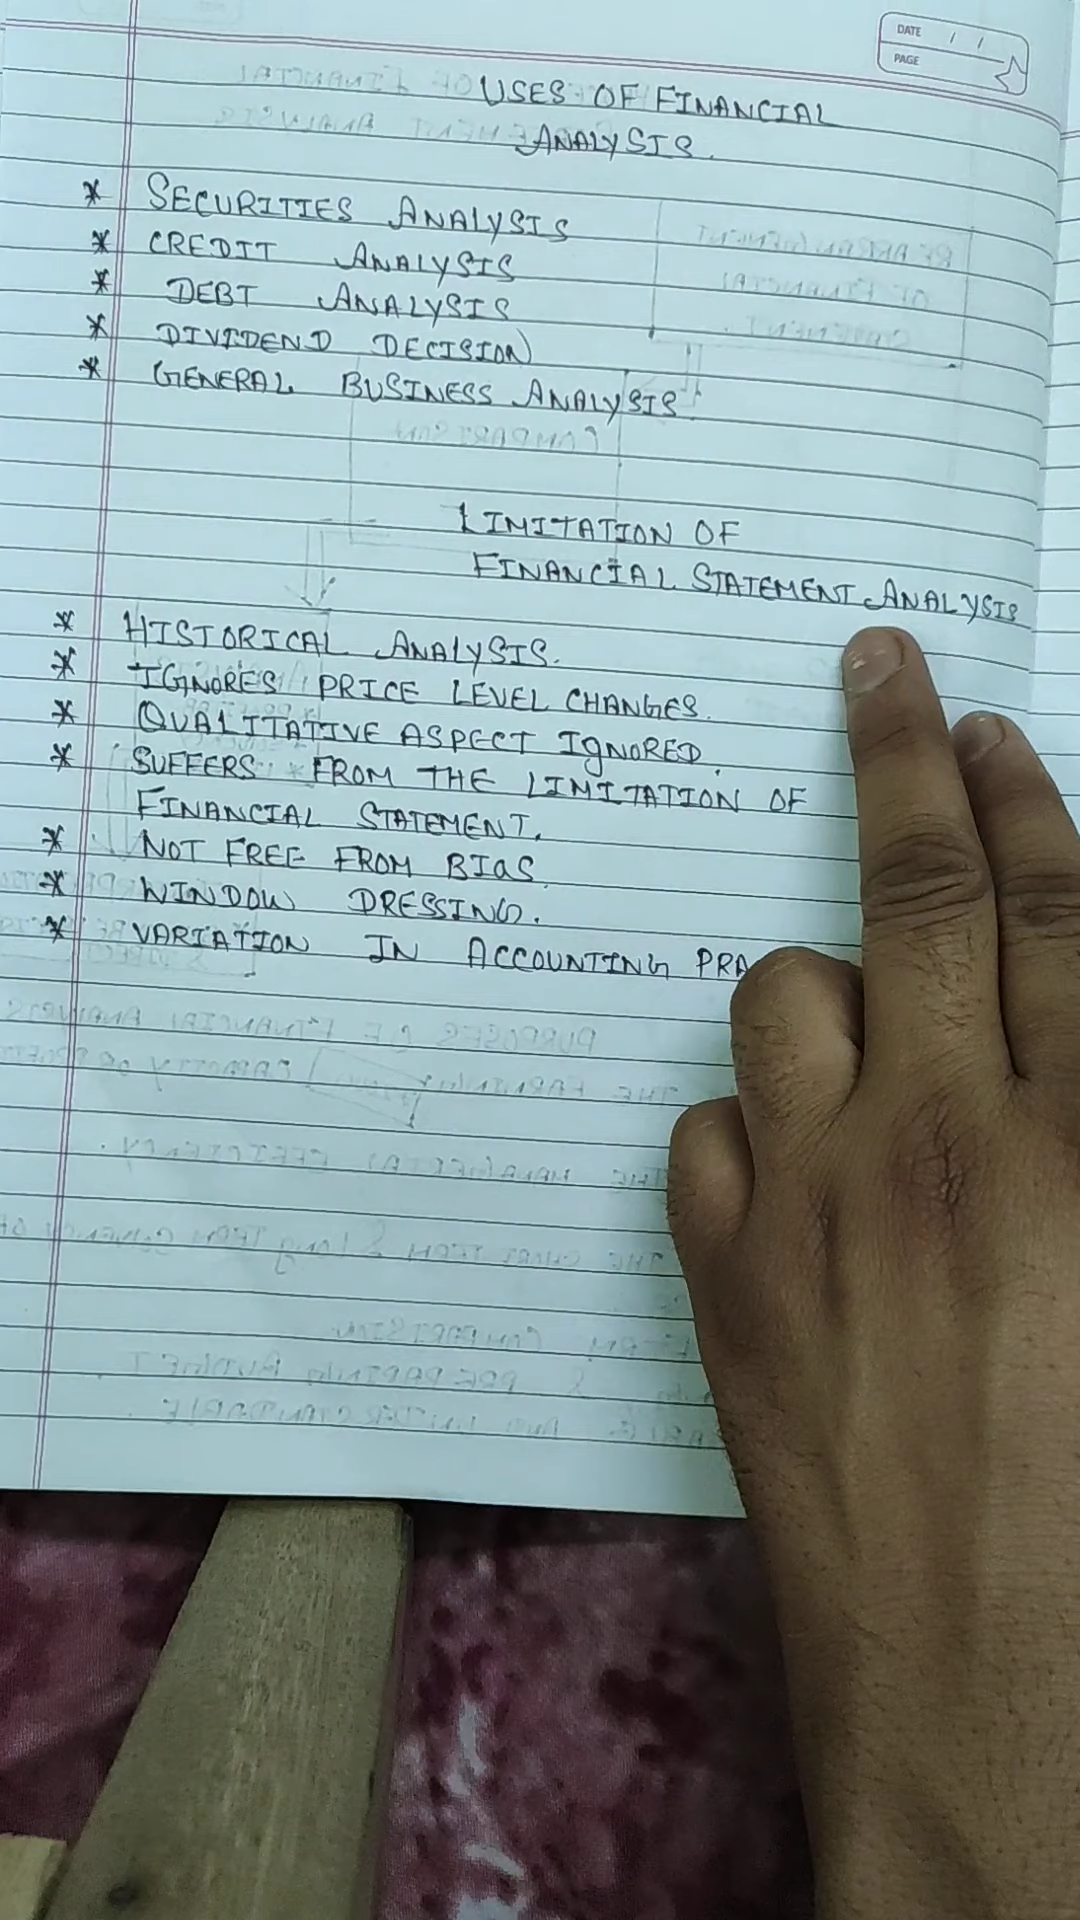 DATE / /
PAGE
USES OF FINANCIAL
ANALYSIS.
* SECURITIES ANALYSIS
* CREDIT ANALYSIS
* DEBT ANALYSIS
* DIVIDEND DECISION
* GENERAL BUSINESS ANALYSIS
LIMITATION OF
FINANCIAL STATEMENT ANALYSIS
* HISTORICAL ANALYSIS.
* IGNORES PRICE LEVEL CHANGES.
* QUALITATIVE ASPECT IGNORED.
* SUFFERS FROM THE LIMITATION OF
FINANCIAL STATEMENT.
* NOT FREE FROM BIAS.
* WINDOW DRESSING.
* VARIATION IN ACCOUNTING PRA